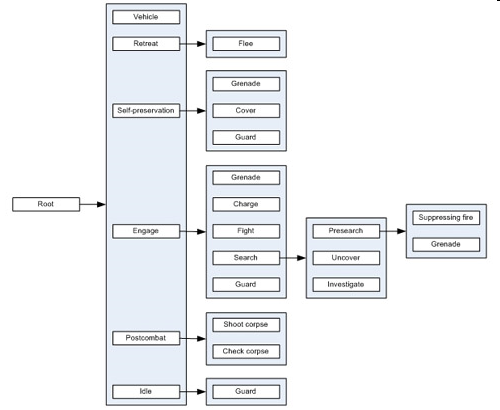 Vehicle
Retreat
Flee
Self-preservation
Grenade
Cover
Guard
Root
Engage
Grenade
Charge
Fight
Search
Guard
Presearch
Uncover
Investigate
Suppressing fire
Grenade
Postcombat
Shoot corpse
Check corpse
Idle
Guard